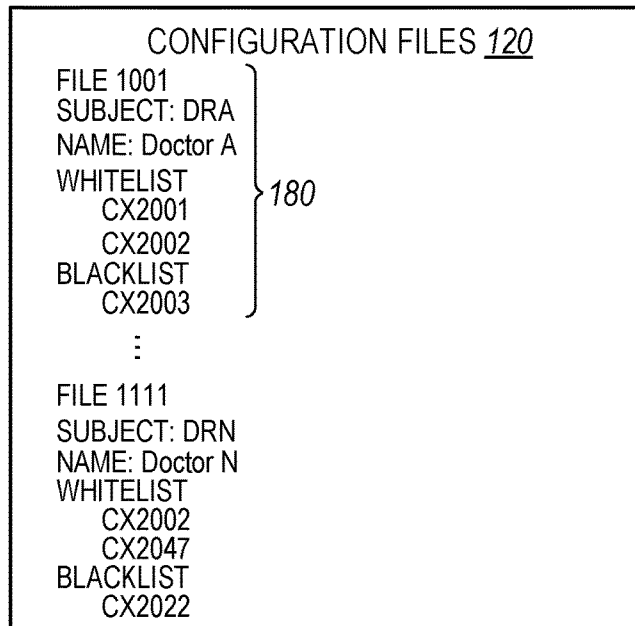 CONFIGURATION FILES 120
FILE 1001
SUBJECT: DRA
NAME: Doctor A
WHITELIST
CX2001
CX2002
BLACKLIST
CX2003
180
⋮
FILE 1111
SUBJECT: DRN
NAME: Doctor N
WHITELIST
CX2002
CX2047
BLACKLIST
CX2022